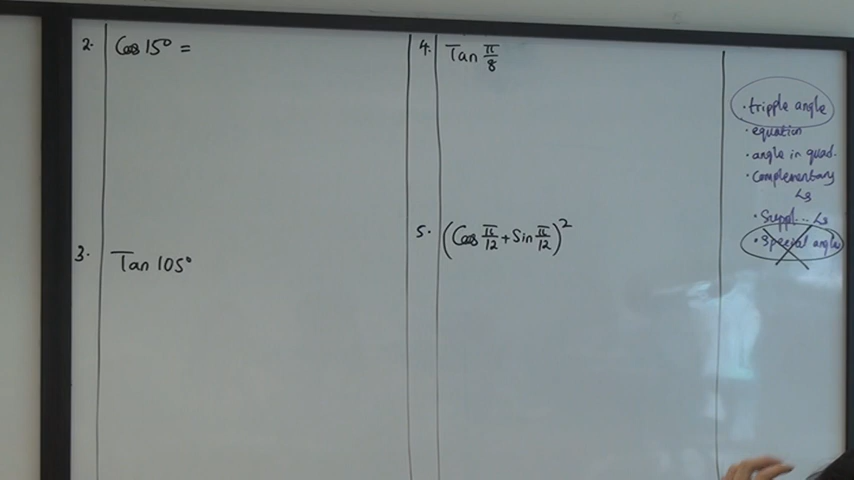 2. Cos 15° =
3. Tan 105°
4. Tan π/8
5. (Cos π/12 + Sin π/12)²
· tripple angle
· equation
· angle in quad.
· Complementary
∠s
· Suppl... ∠s
· Special angles